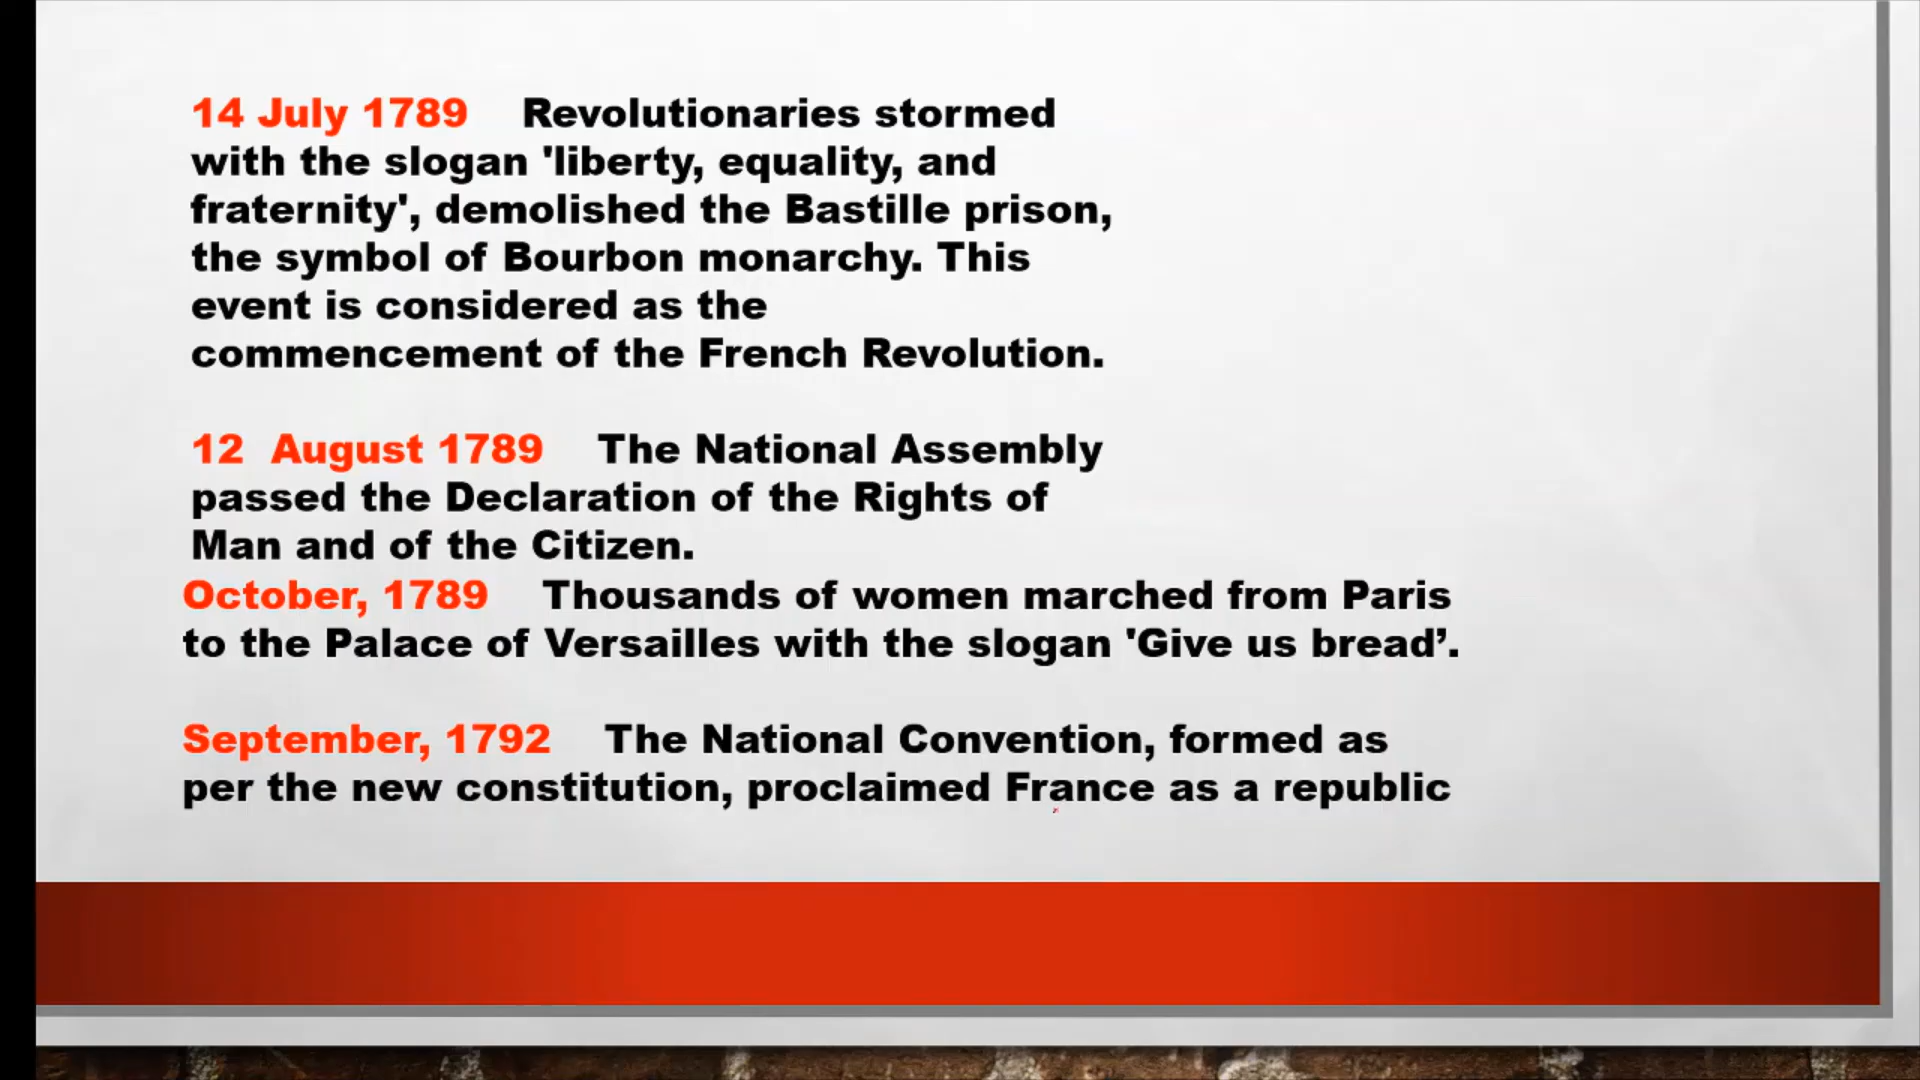 14 July 1789 Revolutionaries stormed
with the slogan 'liberty, equality, and
fraternity', demolished the Bastille prison,
the symbol of Bourbon monarchy. This
event is considered as the
commencement of the French Revolution.
12 August 1789 The National Assembly
passed the Declaration of the Rights of
Man and of the Citizen.
October, 1789 Thousands of women marched from Paris
to the Palace of Versailles with the slogan 'Give us bread’.
September, 1792 The National Convention, formed as
per the new constitution, proclaimed France as a republic